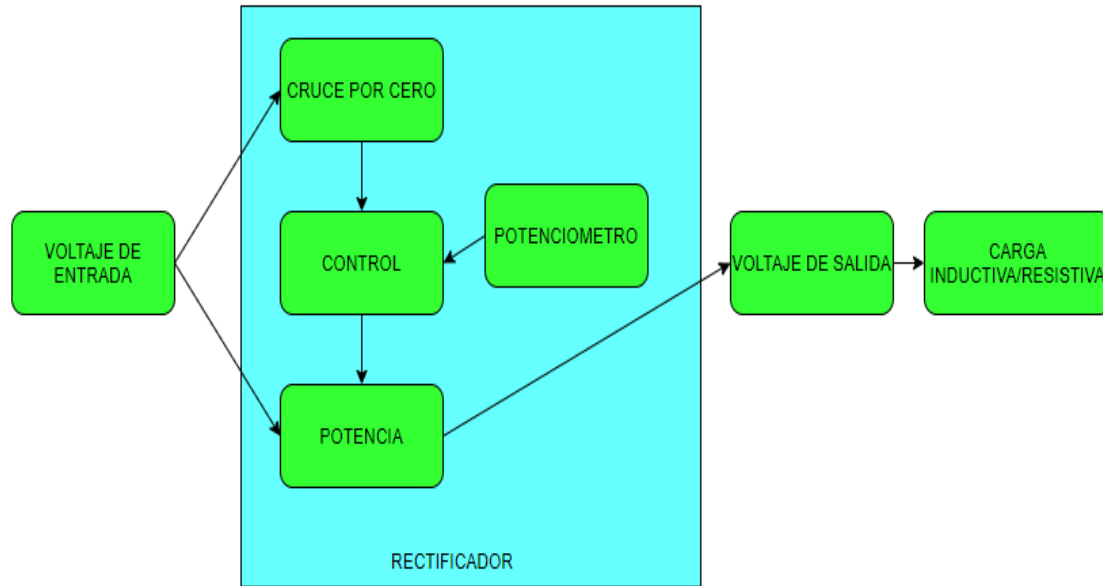 CRUCE POR CERO
VOLTAJE DE
ENTRADA
CONTROL
POTENCIOMETRO
VOLTAJE DE SALIDA
CARGA
INDUCTIVA/RESISTIVA
POTENCIA
RECTIFICADOR